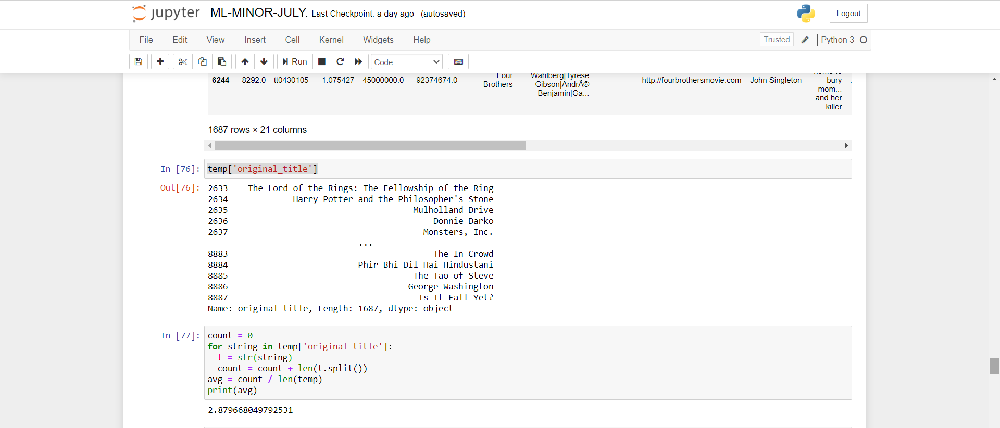 jupyter ML-MINOR-JULY. Last Checkpoint: a day ago (autosaved) Logout
File Edit View Insert Cell Kernel Widgets Help Trusted Python 3
Run Code
6244 8292.0 tt0430105 1.075427 45000000.0 92374674.0 Four Brothers Wahlberg|Tyrese Gibson|AndrÃ© Benjamin|Ga... http://fourbrothersmovie.com John Singleton home to bury mom... and her killer .
1687 rows × 21 columns
In [76]: temp['original_title']
Out[76]: 2633 The Lord of the Rings: The Fellowship of the Ring
2634 Harry Potter and the Philosopher's Stone
2635 Mulholland Drive
2636 Donnie Darko
2637 Monsters, Inc.
...
8883 The In Crowd
8884 Phir Bhi Dil Hai Hindustani
8885 The Tao of Steve
8886 George Washington
8887 Is It Fall Yet?
Name: original_title, Length: 1687, dtype: object
In [77]: count = 0
for string in temp['original_title']:
  t = str(string)
  count = count + len(t.split())
avg = count / len(temp)
print(avg)
2.879668049792531